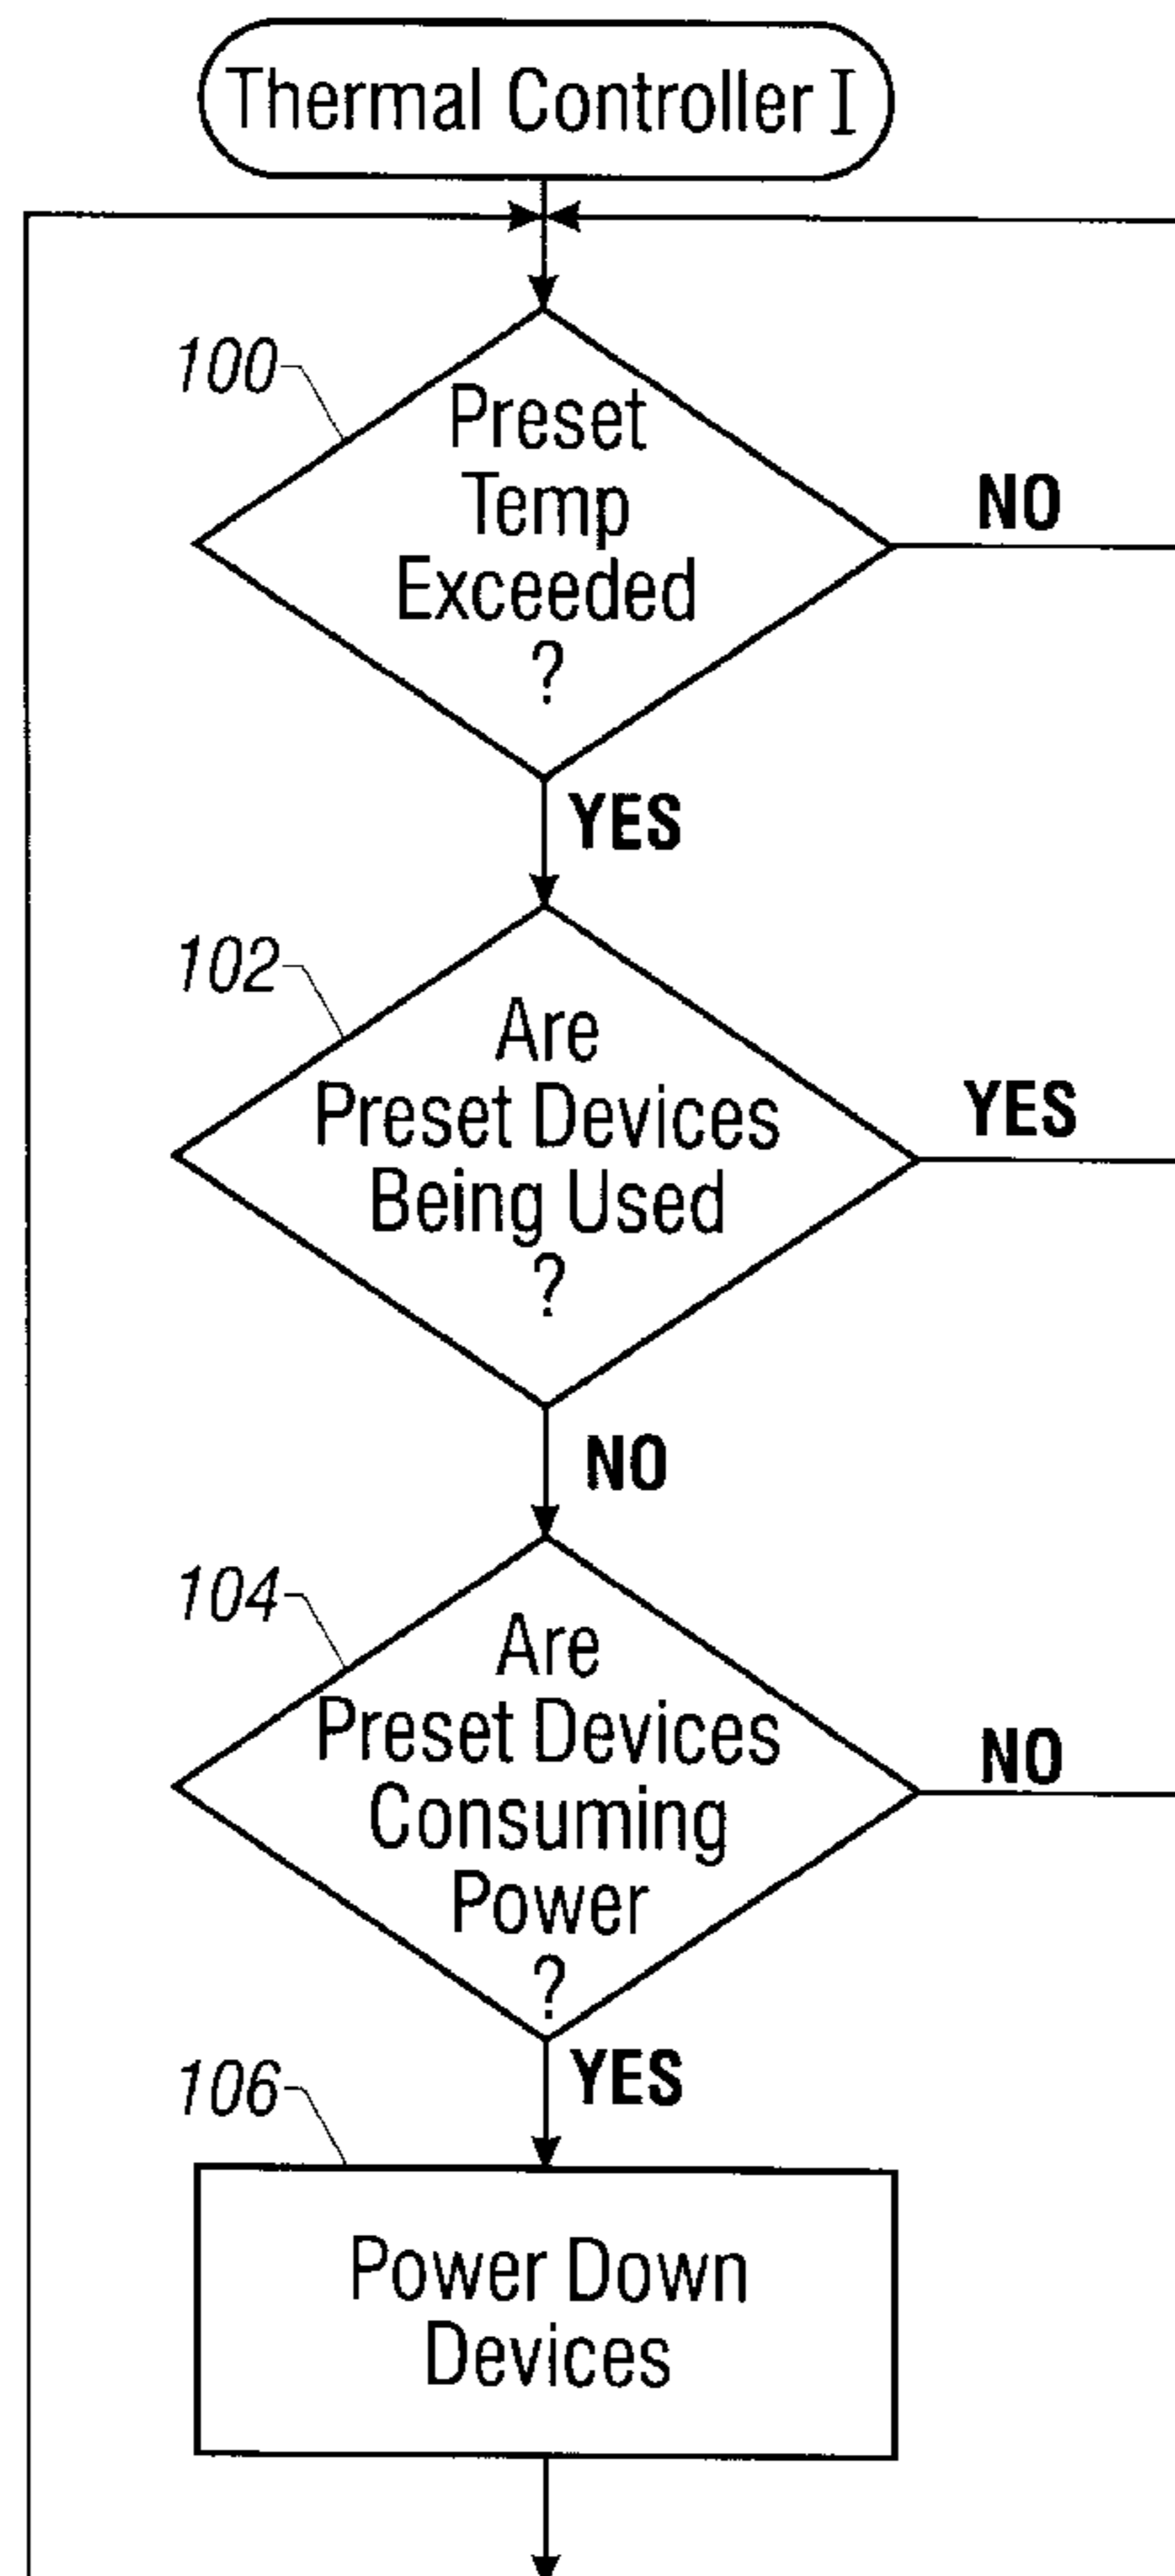 Thermal Controller I
100
Preset
Temp
Exceeded
?
NO
YES
102
Are
Preset Devices
Being Used
?
YES
NO
104
Are
Preset Devices
Consuming
Power
?
NO
YES
106
Power Down
Devices